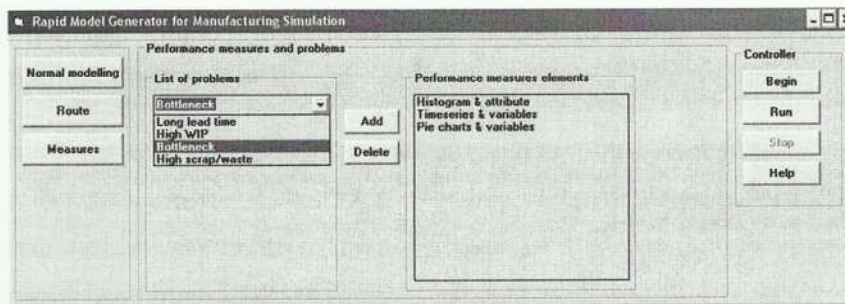 Rapid Model Generator for Manufacturing Simulation
Normal modelling
Route
Measures
Performance measures and problems
List of problems
Bottleneck
Long lead time
High WIP
Bottleneck
High scrap/waste
Add
Delete
Performance measures elements
Histogram & attribute
Timeseries & variables
Pie charts & variables
Controller
Begin
Run
Stop
Help